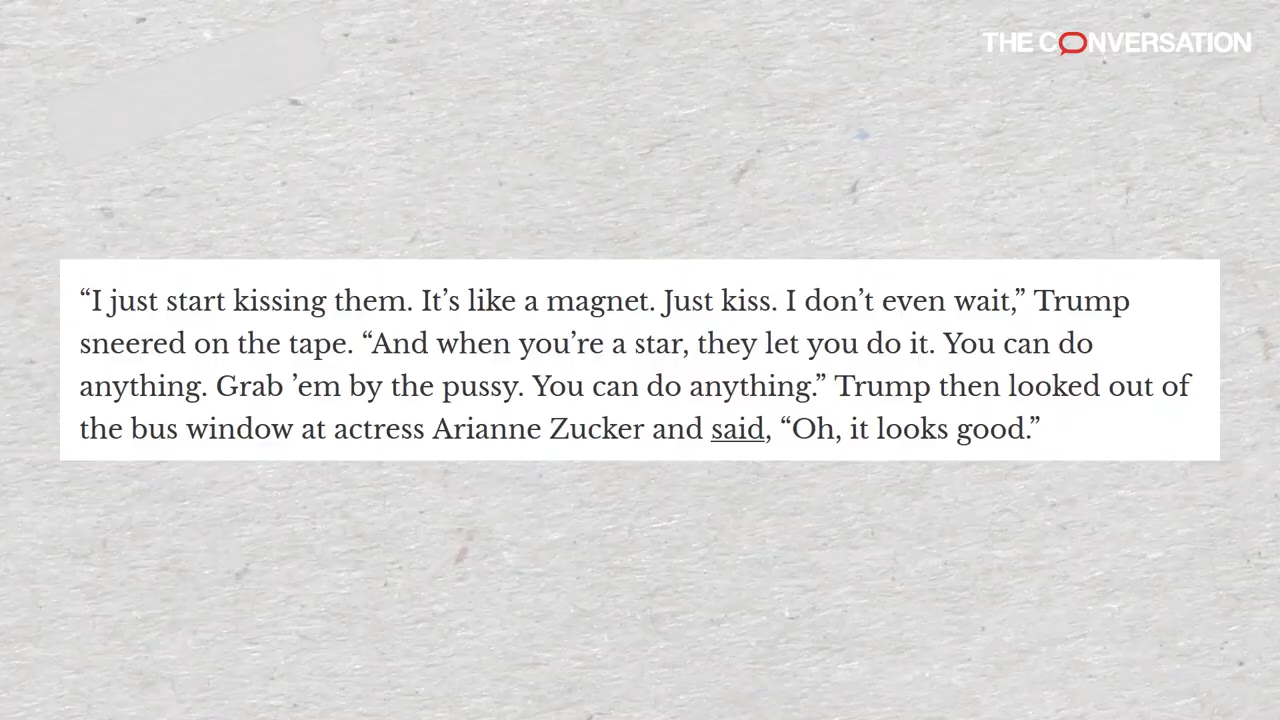 THE CONVERSATION
“I just start kissing them. It’s like a magnet. Just kiss. I don’t even wait,” Trump
sneered on the tape. “And when you’re a star, they let you do it. You can do
anything. Grab ’em by the pussy. You can do anything.” Trump then looked out of
the bus window at actress Arianne Zucker and said, “Oh, it looks good.”